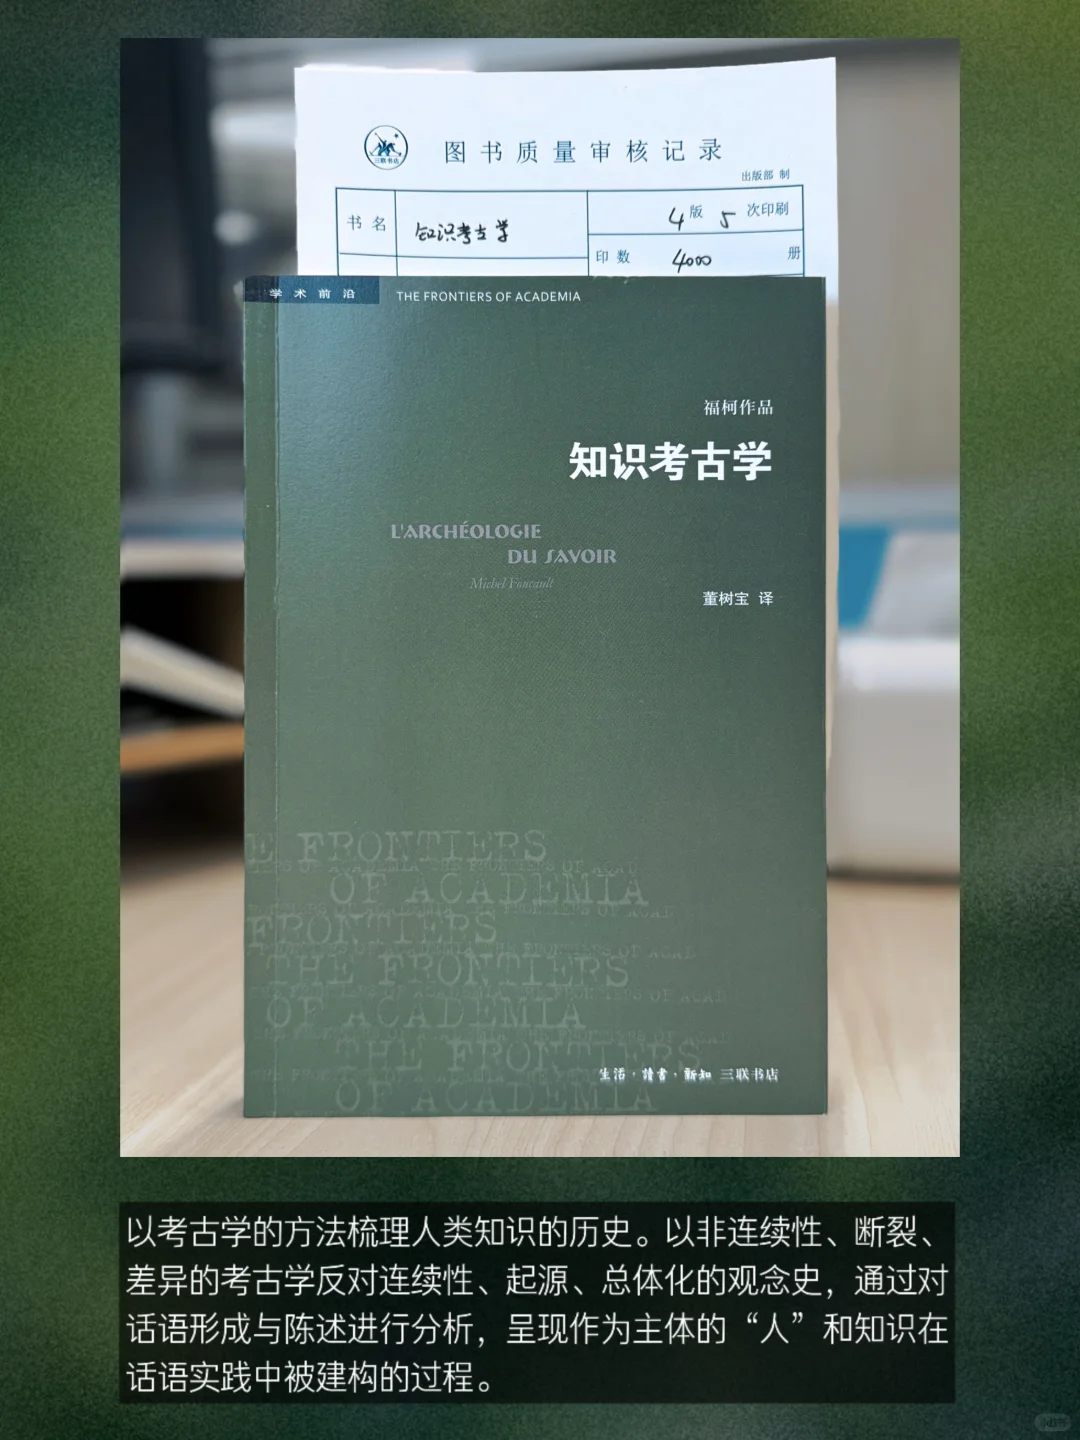 三联书店
图书质量审核记录
出版部 制
书名
知识考古学
4版 5次印刷
印数 4000 册
学术前沿
THE FRONTIERS OF ACADEMIA
福柯作品
知识考古学
L'ARCHÉOLOGIE
DU SAVOIR
Michel Foucault
董树宝 译
E FRONTIERS
OF ACADEMIA
FRONTIERS
THE FRONTIERS
OF ACADEMIA
THE FRONTIERS
OF ACADEMIA
生活·讀書·新知 三联书店
以考古学的方法梳理人类知识的历史。以非连续性、断裂、
差异的考古学反对连续性、起源、总体化的观念史，通过对
话语形成与陈述进行分析，呈现作为主体的“人”和知识在
话语实践中被建构的过程。